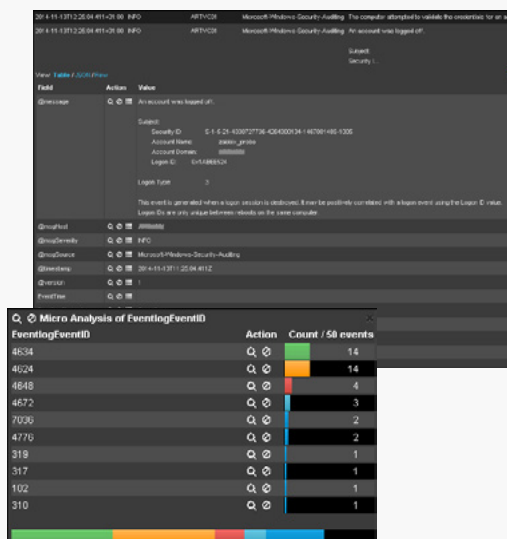 2014-11-13T12:26:04.411+01:00 INFO ARTVC01 Microsoft-Windows-Security-Auditing The computer attempted to validate the credentials for an a
2014-11-13T12:25:04.411+01:00 INFO ARTVC01 Microsoft-Windows-Security-Auditing An account was logged off.
Subject:
Security I...
View: Table / JSON / Raw
Field Action Value
@message An account was logged off.
Subject:
Security ID:
Account Name: zabbix_probe
Account Domain:
Logon ID:
Logon Type: 3
This event is generated when a logon session is destroyed. It may be positively correlated with a logon event using the Logon ID value.
Logon IDs are only unique between reboots on the same computer.
INFO
Microsoft-Windows-Security-Auditing
@timestamp 2014-11-13T11:25:04.411Z
@version 1
EventTime
Micro Analysis of EventlogEventID
EventlogEventID Action Count / 50 events
4634 14
4624 14
4648 4
4672 3
7036 2
4776 2
319 1
317 1
102 1
310 1